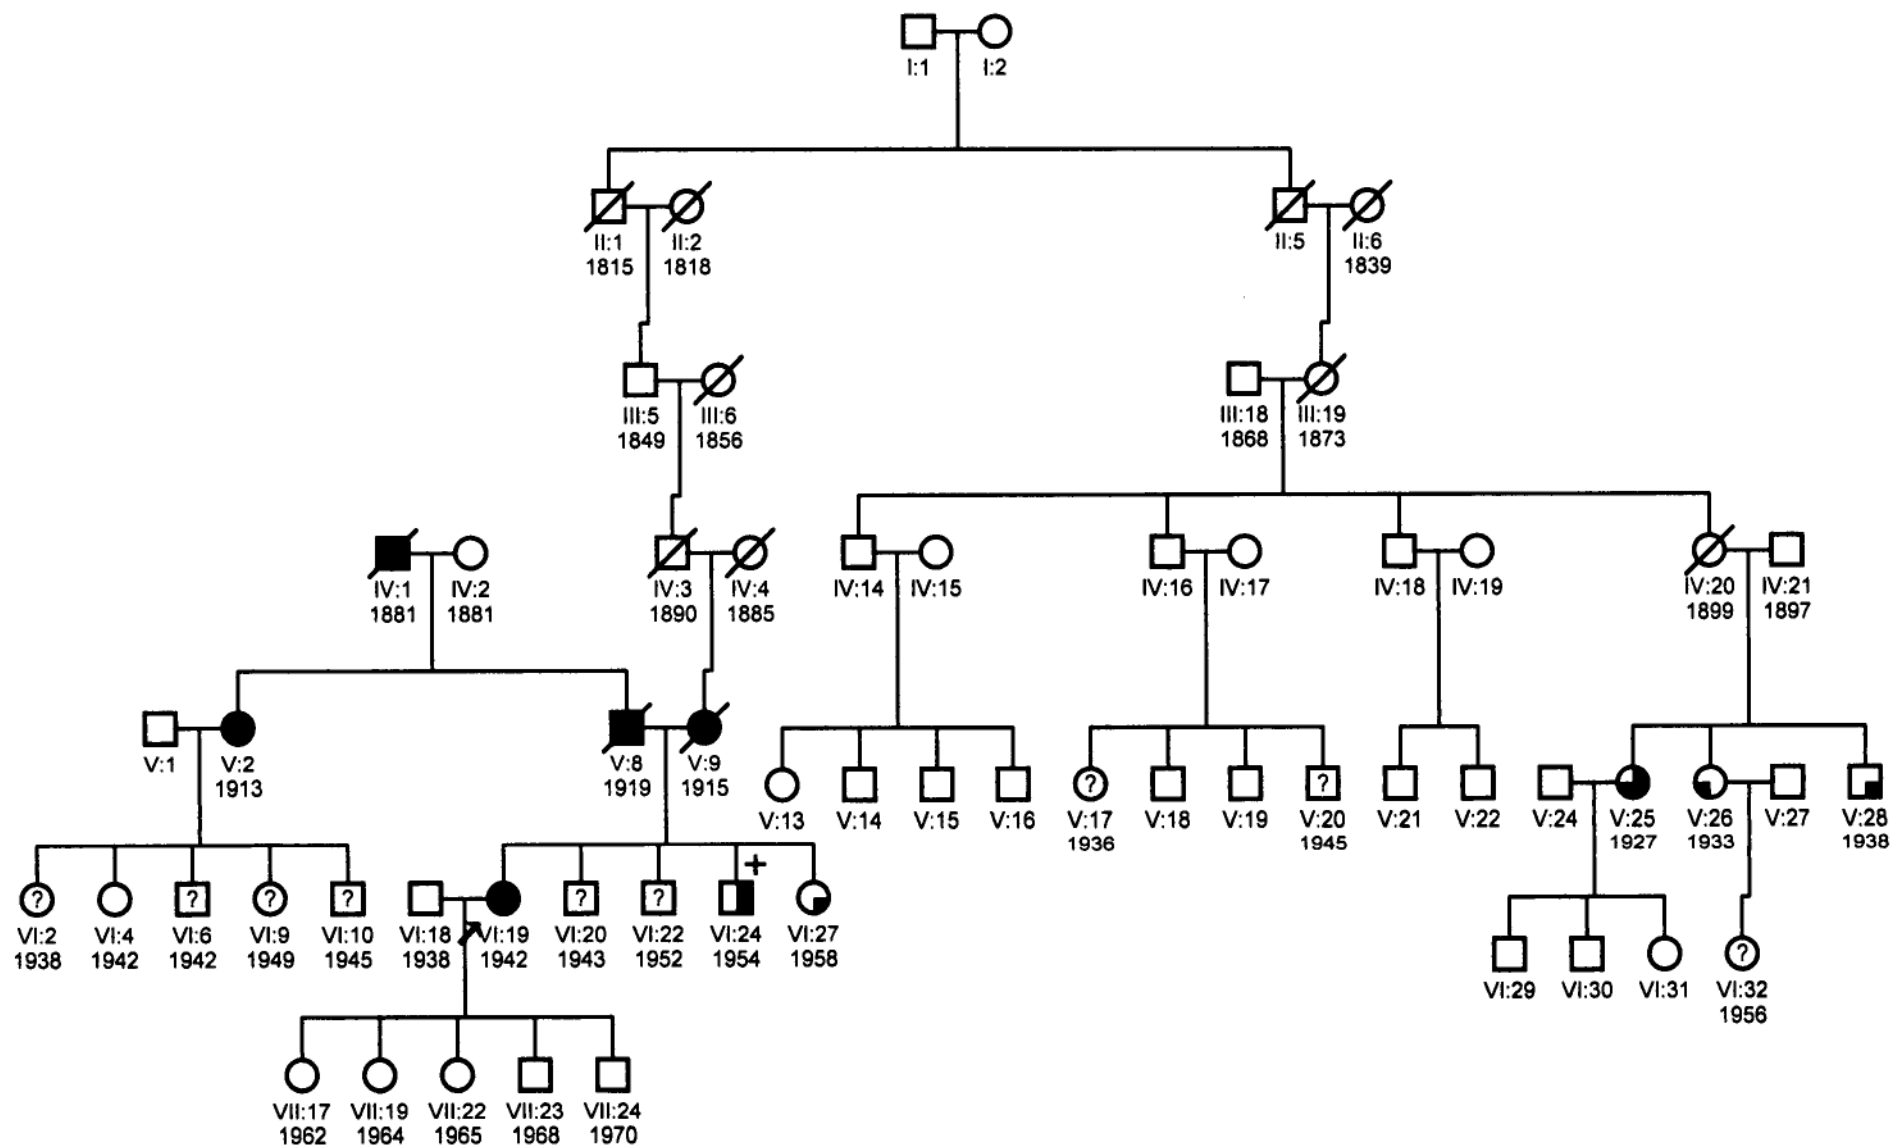 I:1 I:2
II:1 II:2 II:5 II:6
1815 1818 1839
III:5 III:6 III:18 III:19
1849 1856 1868 1873
IV:1 IV:2 IV:3 IV:4 IV:14 IV:15 IV:16 IV:17 IV:18 IV:19 IV:20 IV:21
1881 1881 1890 1885 1899 1897
V:1 V:2 V:8 V:9
1913 1919 1915
? ?
V:13 V:14 V:15 V:16 V:17 V:18 V:19 V:20 V:21 V:22 V:24 V:25 V:26 V:27 V:28
1936 1945 1927 1933 1938
+
? ? ? ? ? ?
VI:2 VI:4 VI:6 VI:9 VI:10 VI:18 VI:19 VI:20 VI:22 VI:24 VI:27
1938 1942 1942 1949 1945 1938 1942 1943 1952 1954 1958
?
VI:29 VI:30 VI:31 VI:32
1956
VII:17 VII:19 VII:22 VII:23 VII:24
1962 1964 1965 1968 1970